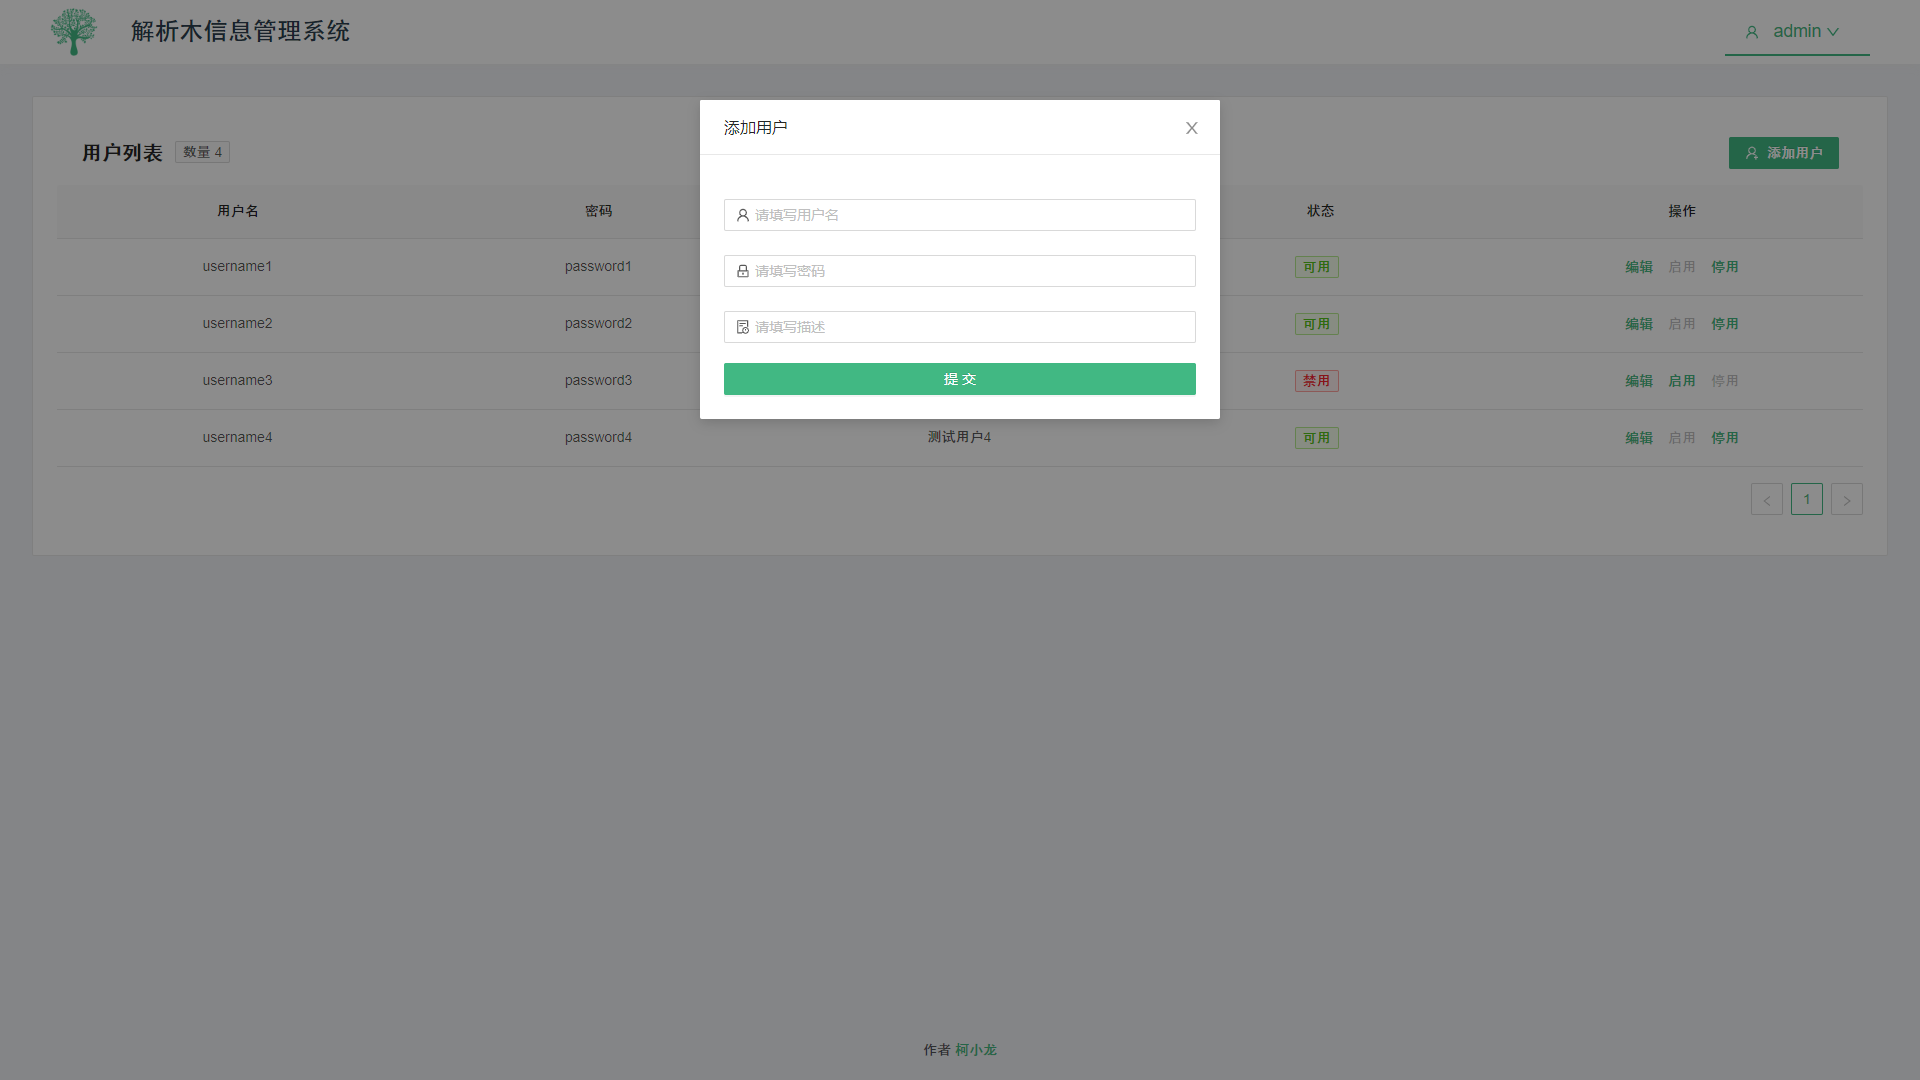 解析木信息管理系统
admin
添加用户
用户列表 数量 4
添加用户
用户名 密码 状态 操作
请填写用户名
请填写密码
请填写描述
提 交
username1 password1 可用 编辑 启用 停用
username2 password2 可用 编辑 启用 停用
username3 password3 禁用 编辑 启用 停用
username4 password4 测试用户4 可用 编辑 启用 停用
< 1 >
作者 柯小龙